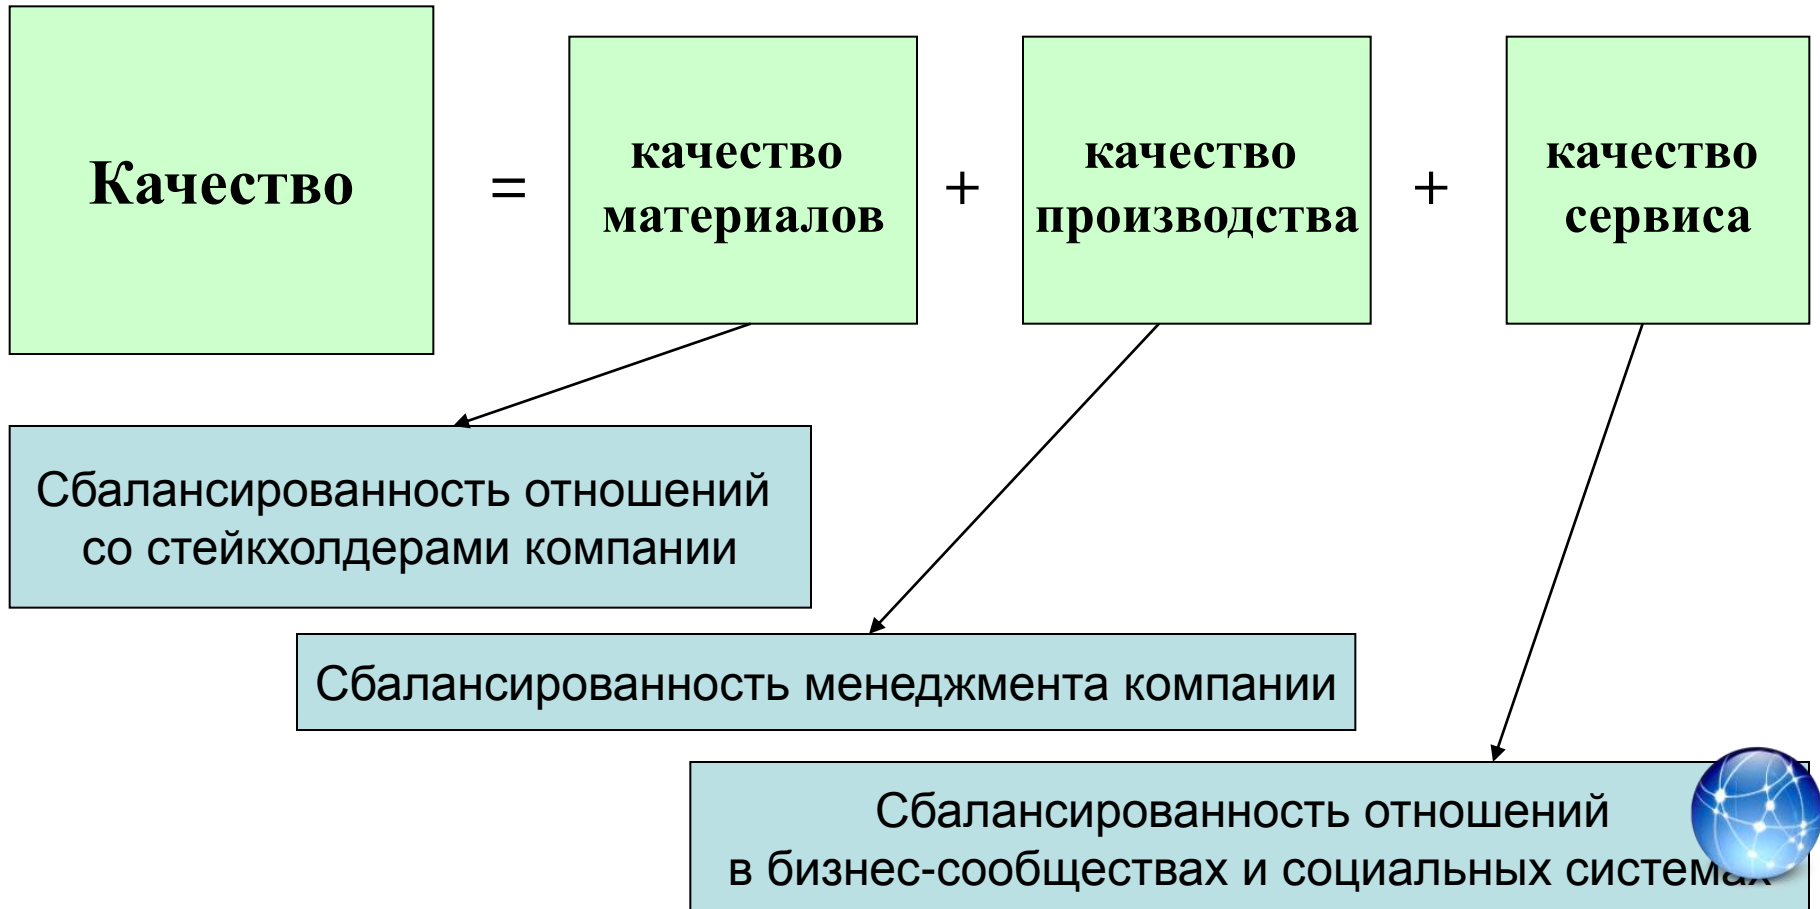 Качество
=
качество
материалов
+
качество
производства
+
качество
сервиса
Сбалансированность отношений
со стейкхолдерами компании
Сбалансированность менеджмента компании
Сбалансированность отношений
в бизнес-сообществах и социальных системах